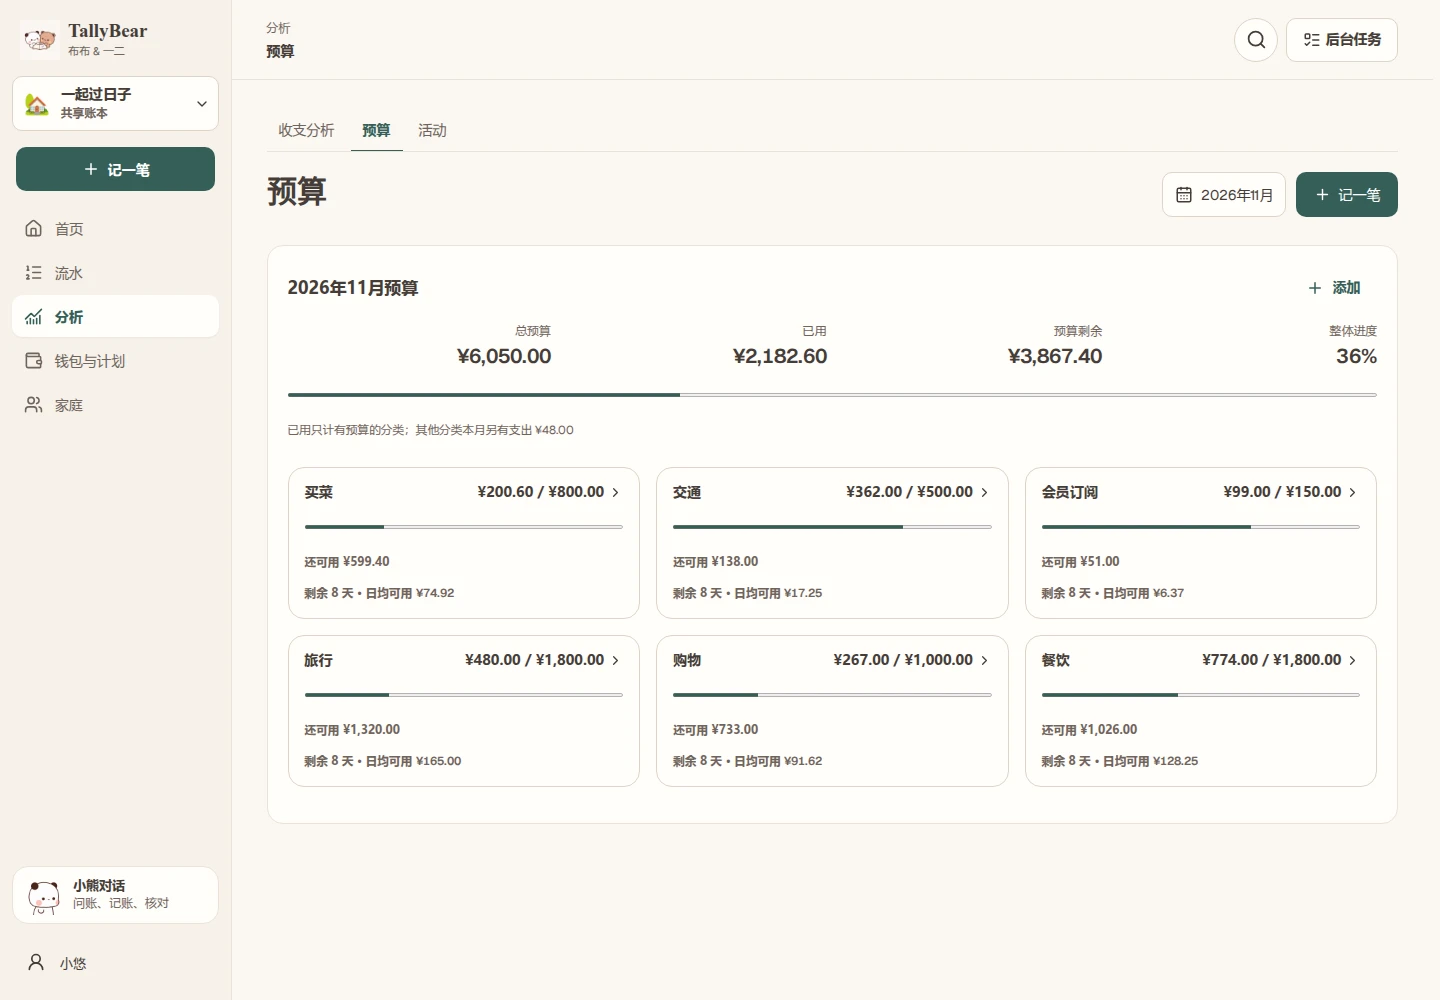 TallyBear
布布 & 一二
一起过日子
共享账本
记一笔
首页
流水
分析
钱包与计划
家庭
小熊对话
问账、记账、核对
小悠
分析
预算
后台任务
收支分析
预算
活动
预算
2026年11月
记一笔
2026年11月预算
添加
总预算
¥6,050.00
已用
¥2,182.60
预算剩余
¥3,867.40
整体进度
36%
已用只计有预算的分类；其他分类本月另有支出 ¥48.00
买菜
¥200.60 / ¥800.00
还可用 ¥599.40
剩余 8 天 • 日均可用 ¥74.92
交通
¥362.00 / ¥500.00
还可用 ¥138.00
剩余 8 天 • 日均可用 ¥17.25
会员订阅
¥99.00 / ¥150.00
还可用 ¥51.00
剩余 8 天 • 日均可用 ¥6.37
旅行
¥480.00 / ¥1,800.00
还可用 ¥1,320.00
剩余 8 天 • 日均可用 ¥165.00
购物
¥267.00 / ¥1,000.00
还可用 ¥733.00
剩余 8 天 • 日均可用 ¥91.62
餐饮
¥774.00 / ¥1,800.00
还可用 ¥1,026.00
剩余 8 天 • 日均可用 ¥128.25